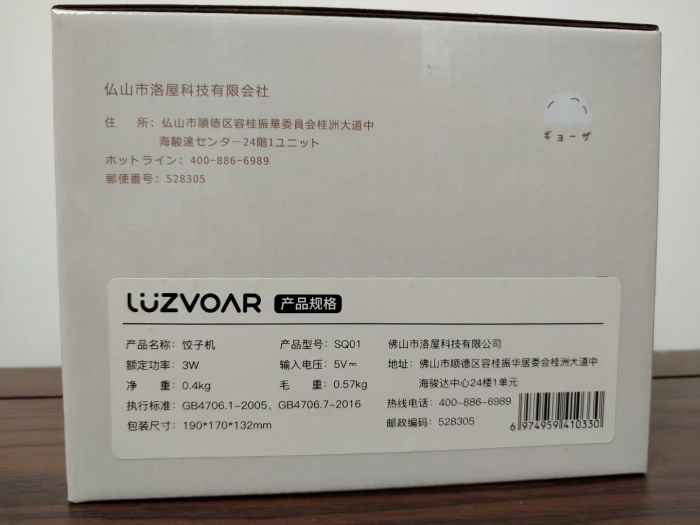 仏山市洛屋科技有限会社
住　所: 仏山市順徳区容桂振華委員会桂洲大道中
海駿達センター24階1ユニット
ホットライン: 400-886-6989
郵便番号: 528305
ギョーザ
LÜZVOAR 产品规格
产品名称: 饺子机 产品型号: SQ01 佛山市洛屋科技有限公司
额定功率: 3W 输入电压: 5V⎓ 地址: 佛山市顺德区容桂振华居委会桂洲大道中
净　重: 0.4kg 毛　重: 0.57kg 海骏达中心24楼1单元
执行标准: GB4706.1-2005、GB4706.7-2016 热线电话: 400-886-6989
包装尺寸: 190*170*132mm 邮政编码: 528305
6 974959 410330